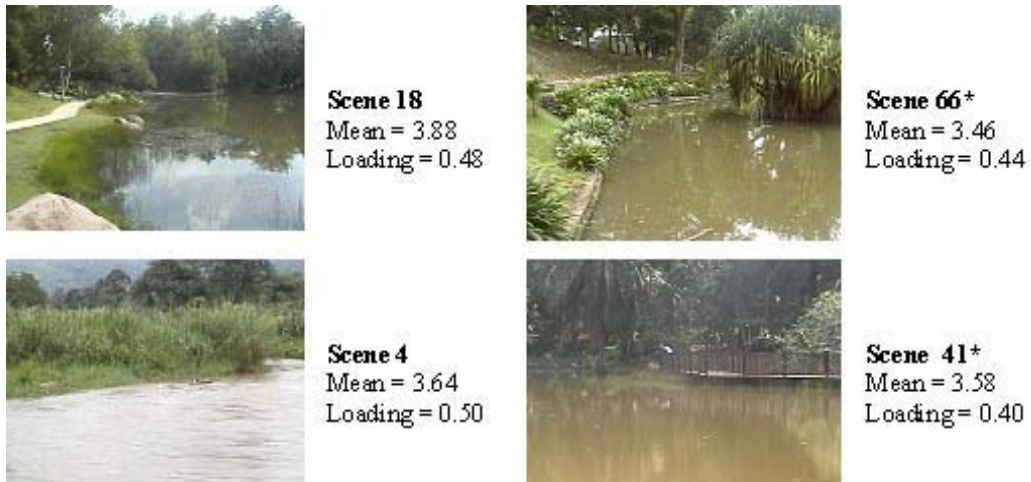 Scene 18
Mean = 3.88
Loading = 0.48
Scene 66*
Mean = 3.46
Loading = 0.44
Scene 4
Mean = 3.64
Loading = 0.50
Scene 41*
Mean = 3.58
Loading = 0.40